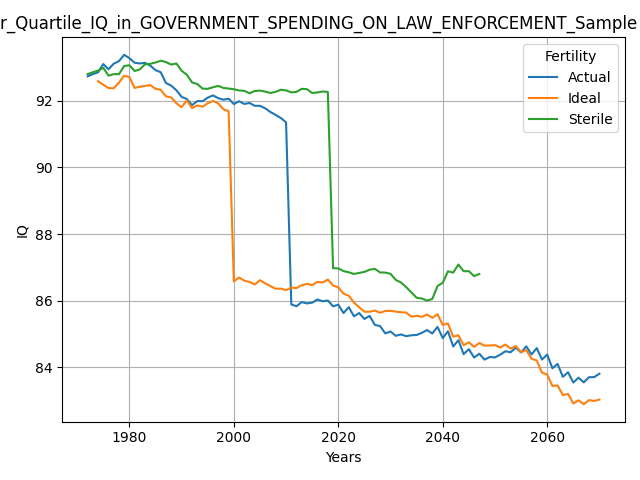 r_Quartile_IQ_in_GOVERNMENT_SPENDING_ON_LAW_ENFORCEMENT_Sample
Fertility
Actual
Ideal
Sterile
IQ
92
90
88
86
84
1980 2000 2020 2040 2060
Years